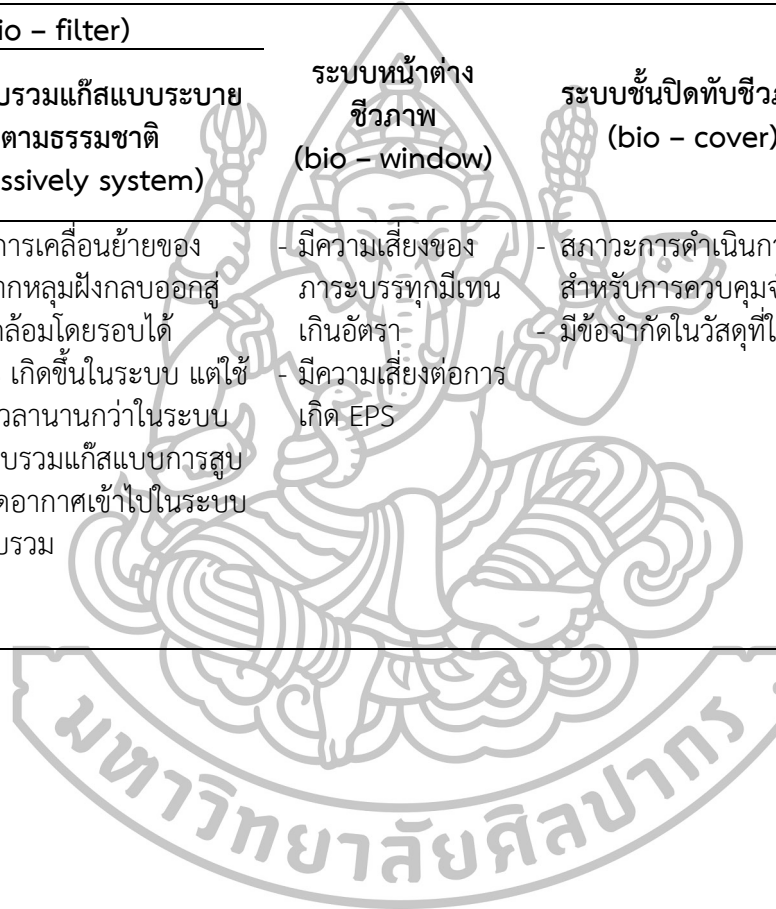 io – filter)
บรวมแก๊สแบบระบาย
ตามธรรมชาติ
ssively system)
ระบบหน้าต่าง
ชีวภาพ
(bio – window)
ระบบชั้นปิดทับชีวภ
(bio – cover)
การเคลื่อนย้ายของ
ากหลุมฝังกลบออกสู่
ดล้อมโดยรอบได้
เกิดขึ้นในระบบ แต่ใช้
วลานานกว่าในระบบ
บรวมแก๊สแบบการสูบ
ดอากาศเข้าไปในระบบ
บรวม
- มีความเสี่ยงของ
ภาระบรรทุกมีเทน
เกินอัตรา
- มีความเสี่ยงต่อการ
เกิด EPS
- สภาวะการดำเนินกา
สำหรับการควบคุมจุ
- มีข้อจำกัดในวัสดุที่ใ
มหาวิทยาลัยศิลปากร